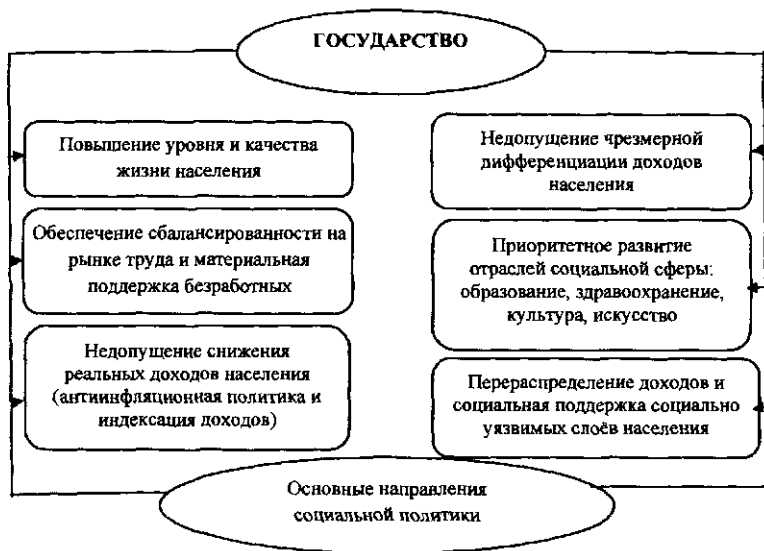 ГОСУДАРСТВО
Повышение уровня и качества
жизни населения
Обеспечение сбалансированности на
рынке труда и материальная
поддержка безработных
Недопущение снижения
реальных доходов населения
(антиинфляционная политика и
индексация доходов)
Недопущение чрезмерной
дифференциации доходов
населения
Приоритетное развитие
отраслей социальной сферы:
образование, здравоохранение,
культура, искусство
Перераспределение доходов и
социальная поддержка социально
уязвимых слоёв населения
Основные направления
социальной политики